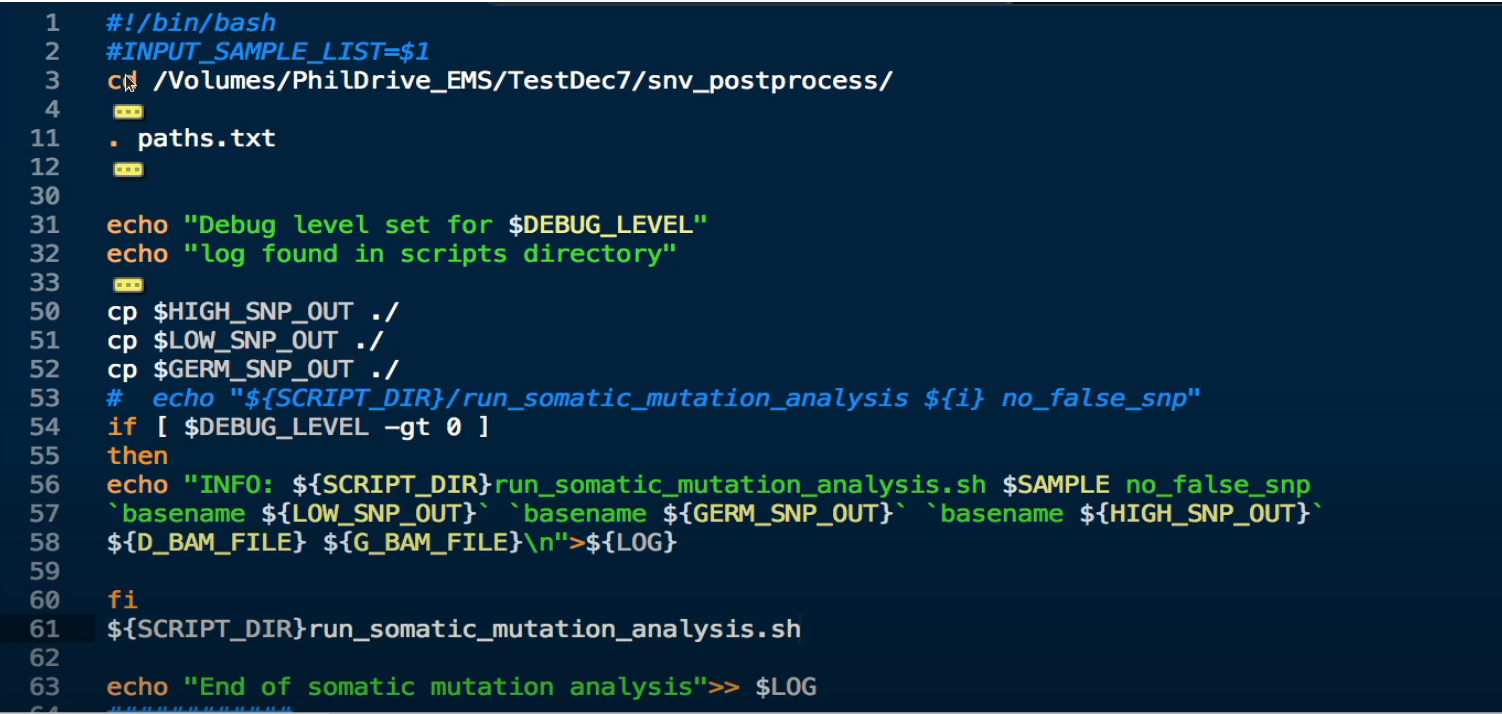 1 #!/bin/bash
2 #INPUT_SAMPLE_LIST=$1
3 cd /Volumes/PhilDrive_EMS/TestDec7/snv_postprocess/
4
11 . paths.txt
12
30
31 echo "Debug level set for $DEBUG_LEVEL"
32 echo "log found in scripts directory"
33
50 cp $HIGH_SNP_OUT ./
51 cp $LOW_SNP_OUT ./
52 cp $GERM_SNP_OUT ./
53 #  echo "${SCRIPT_DIR}/run_somatic_mutation_analysis ${i} no_false_snp"
54 if [ $DEBUG_LEVEL -gt 0 ]
55 then
56 echo "INFO: ${SCRIPT_DIR}run_somatic_mutation_analysis.sh $SAMPLE no_false_snp
57 `basename ${LOW_SNP_OUT}` `basename ${GERM_SNP_OUT}` `basename ${HIGH_SNP_OUT}`
58 ${D_BAM_FILE} ${G_BAM_FILE}\n">${LOG}
59
60 fi
61 ${SCRIPT_DIR}run_somatic_mutation_analysis.sh
62
63 echo "End of somatic mutation analysis">> $LOG
64 ############